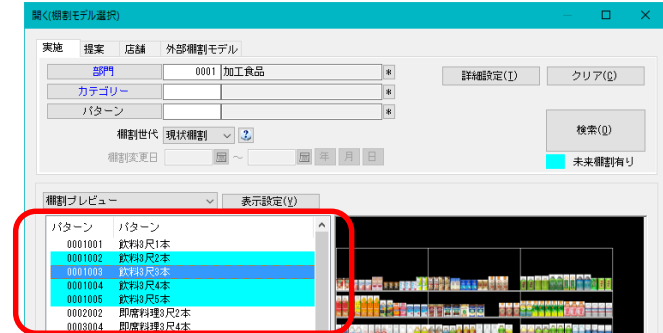 開く(棚割モデル選択)
実施 提案 店舗 外部棚割モデル
部門 0001 加工食品 * 詳細設定(I) クリア(C)
カテゴリー *
パターン *
検索(Q)
棚割世代 現状棚割
棚割変更日 ～ 年 月 日
未来棚割有り
棚割プレビュー 表示設定(V)
パターン パターン
0001001 飲料3尺1本
0001002 飲料3尺2本
0001003 飲料3尺3本
0001004 飲料3尺4本
0001005 飲料3尺5本
0002002 即席料理3尺2本
0003004 即席料理3尺4本